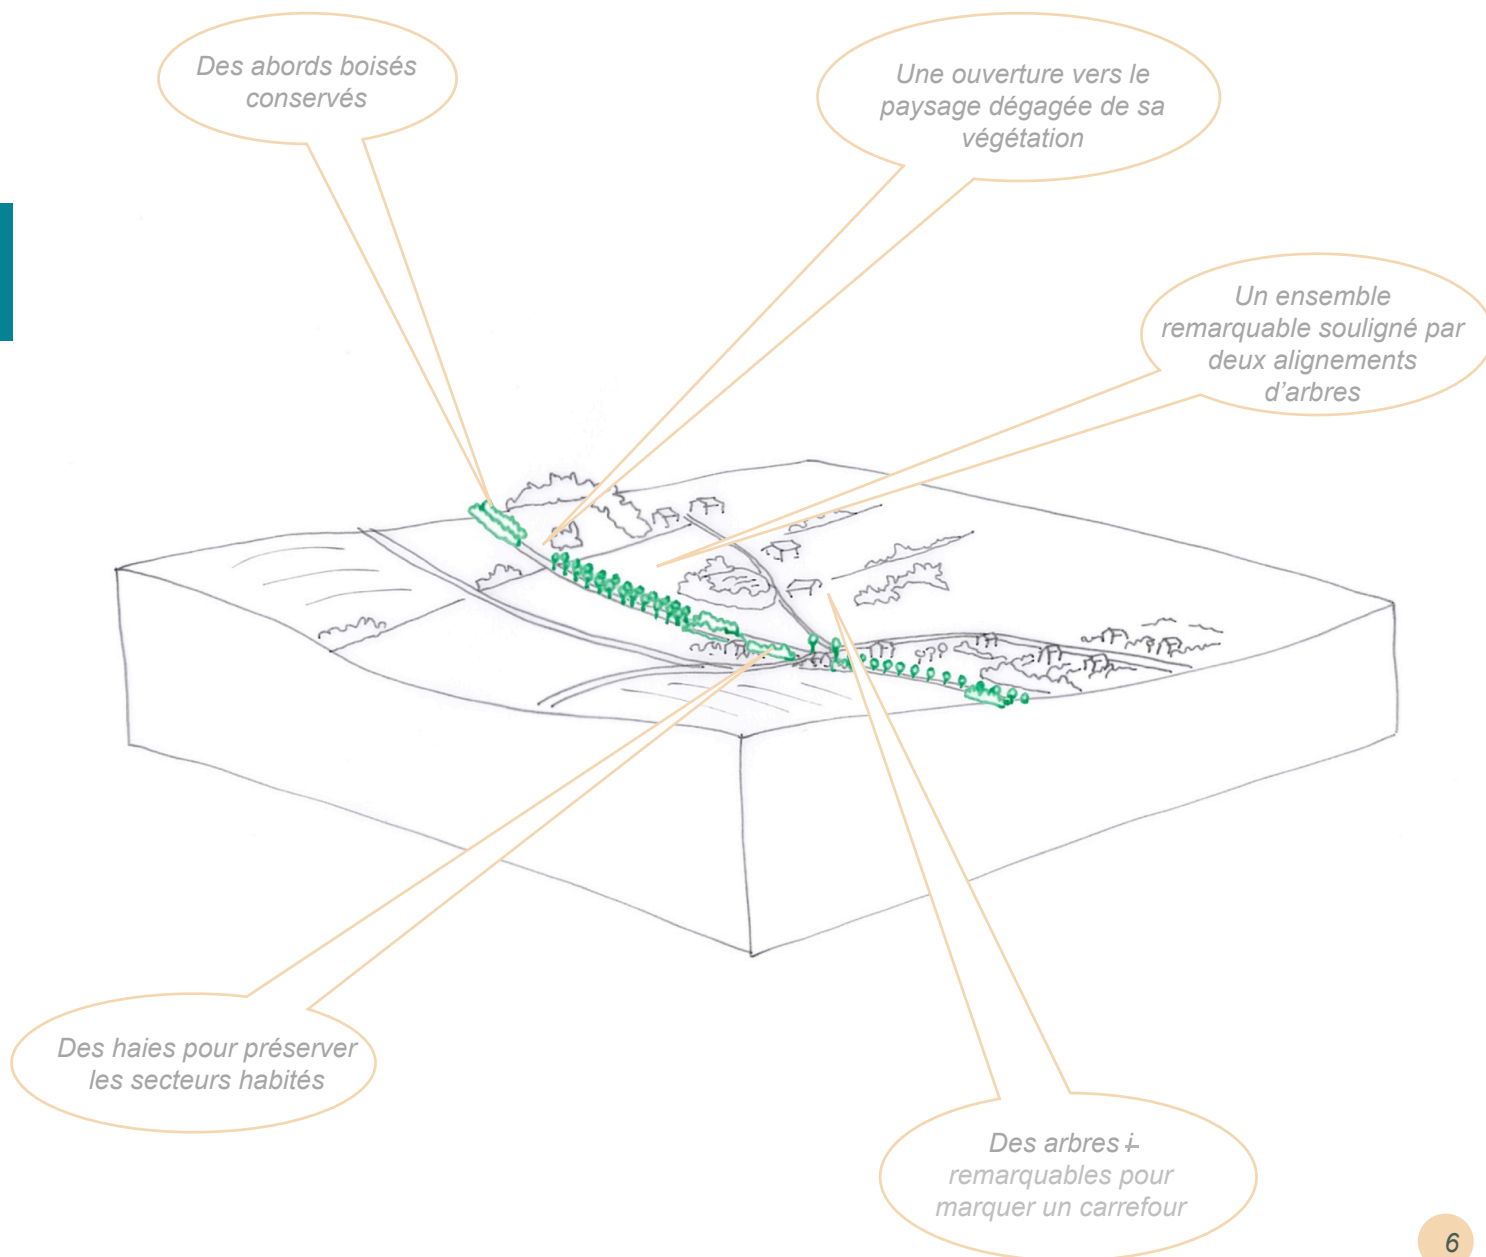 Des abords boisés
conservés
Une ouverture vers le
paysage dégagée de sa
végétation
Un ensemble
remarquable souligné par
deux alignements
d’arbres
Des haies pour préserver
les secteurs habités
Des arbres i
remarquables pour
marquer un carrefour
6